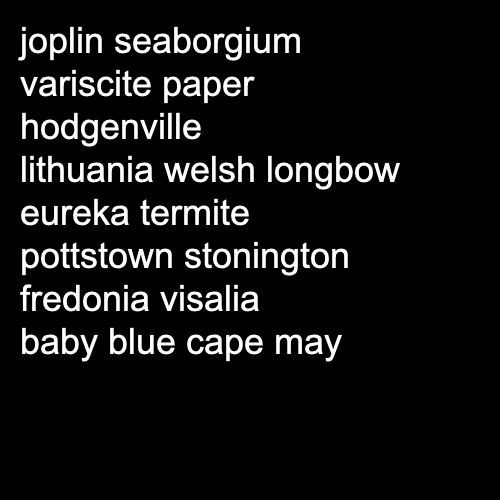 joplin seaborgium
variscite paper
hodgenville
lithuania welsh longbow
eureka termite
pottstown stonington
fredonia visalia
baby blue cape may